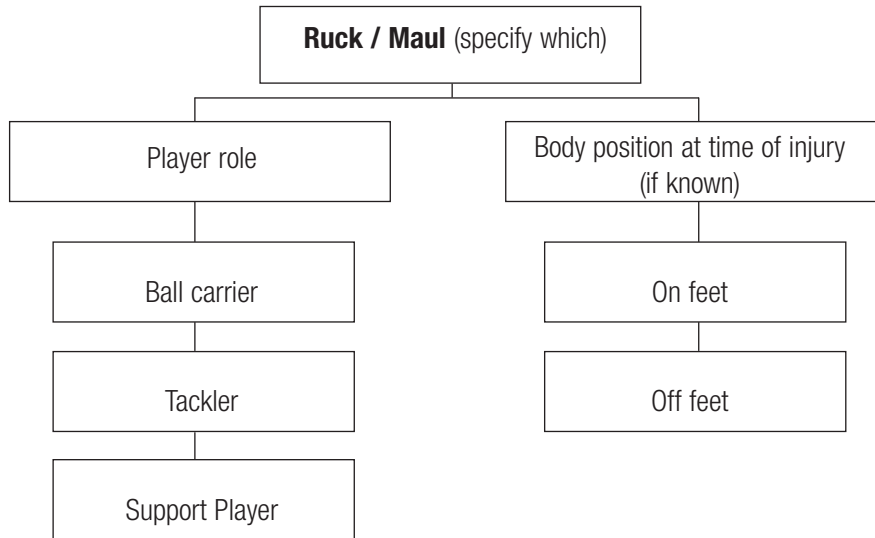 Ruck / Maul (specify which)
Player role
Body position at time of injury
(if known)
Ball carrier
On feet
Tackler
Off feet
Support Player